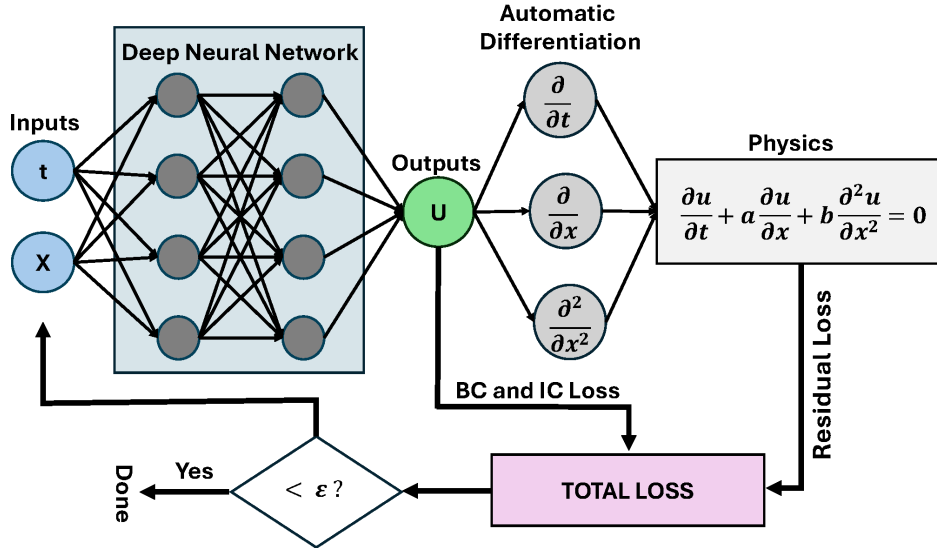 Automatic
Differentiation
Deep Neural Network
Inputs
t
X
Outputs
U
∂/∂t
∂/∂x
∂²/∂x²
Physics
∂u/∂t + a ∂u/∂x + b ∂²u/∂x² = 0
BC and IC Loss
Residual Loss
TOTAL LOSS
< ε ?
Yes
Done